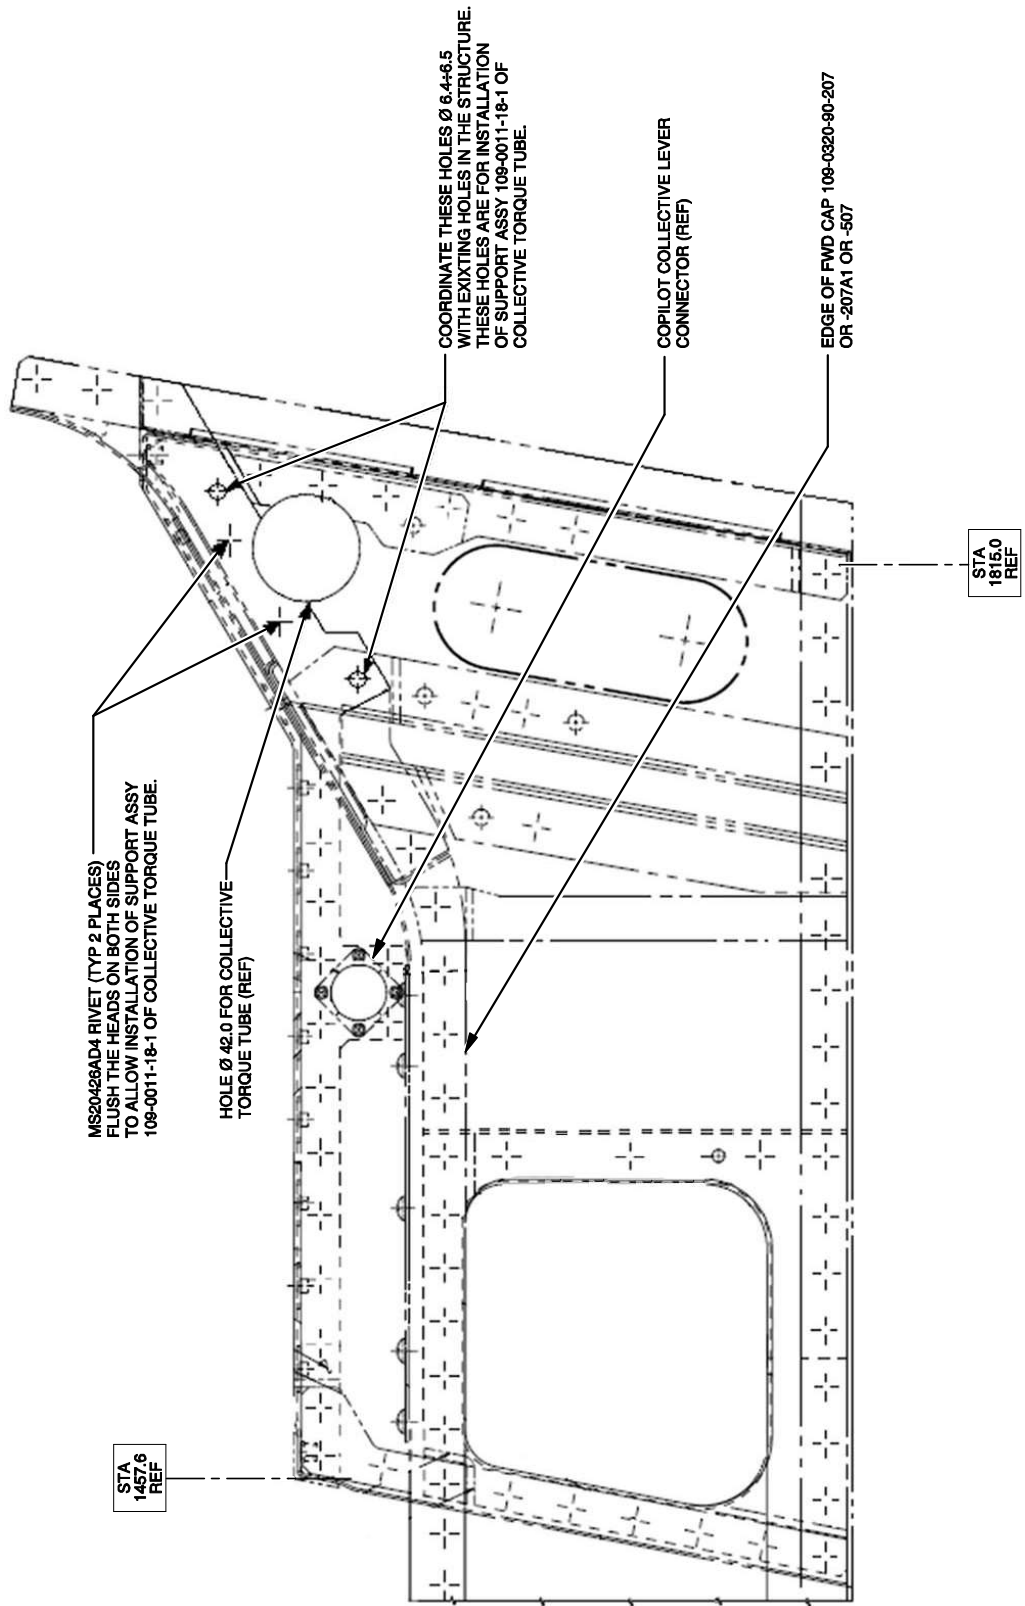 MS20426AD4 RIVET (TYP 2 PLACES)
FLUSH THE HEADS ON BOTH SIDES
TO ALLOW INSTALLATION OF SUPPORT ASSY
109-0011-18-1 OF COLLECTIVE TORQUE TUBE.
HOLE Ø 42.0 FOR COLLECTIVE
TORQUE TUBE (REF)
COORDINATE THESE HOLES Ø 6.4÷6.5
WITH EXIXTING HOLES IN THE STRUCTURE.
THESE HOLES ARE FOR INSTALLATION
OF SUPPORT ASSY 109-0011-18-1 OF
COLLECTIVE TORQUE TUBE.
COPILOT COLLECTIVE LEVER
CONNECTOR (REF)
EDGE OF FWD CAP 109-0320-90-207
OR -207A1 OR -507
STA
1457.6
REF
STA
1815.0
REF